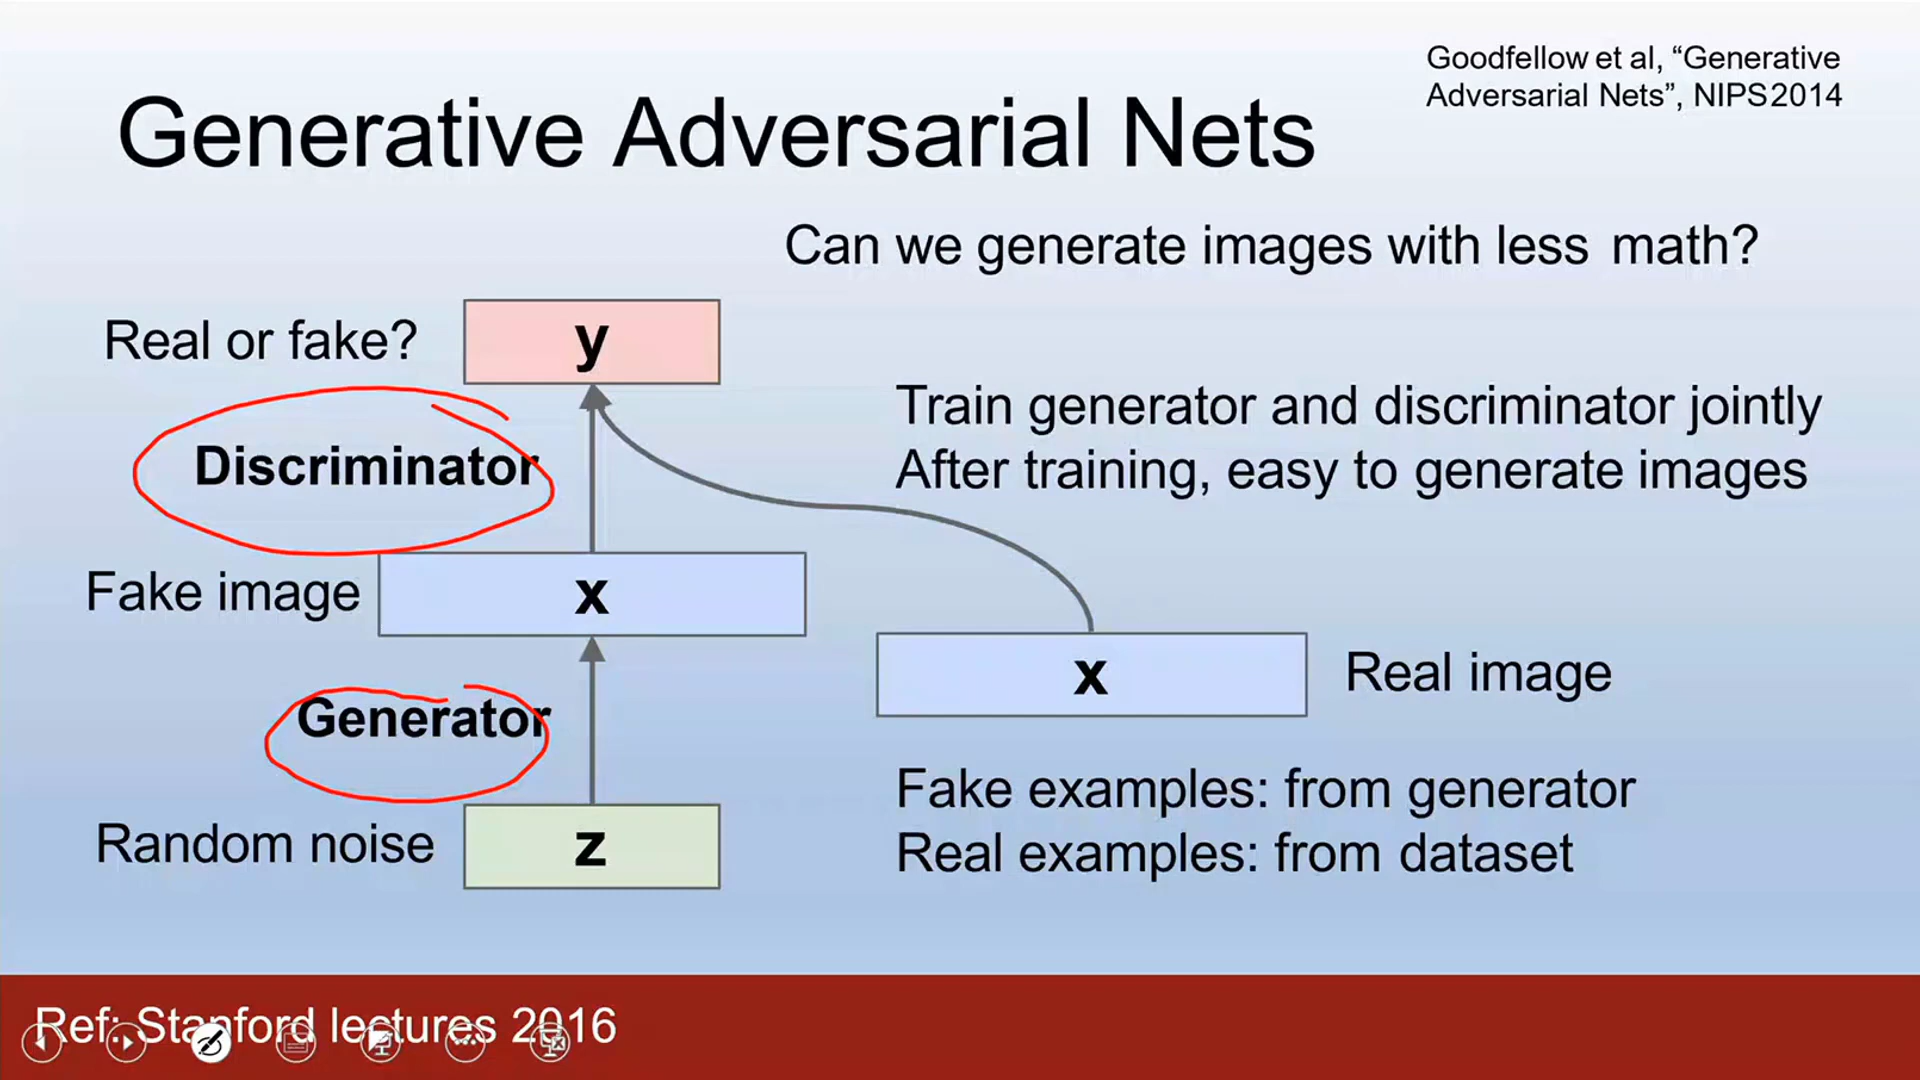 Goodfellow et al, “Generative
Adversarial Nets”, NIPS2014
Generative Adversarial Nets
Can we generate images with less math?
Real or fake?
y
Discriminator
Train generator and discriminator jointly
After training, easy to generate images
Fake image
x
x
Real image
Generator
Fake examples: from generator
Real examples: from dataset
Random noise
z
Ref: Stanford lectures 2016